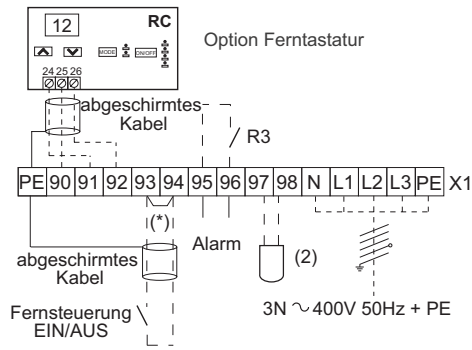 12
RC
MODE
ON/OFF
Option Ferntastatur
24 25 26
abgeschirmtes
Kabel
R3
PE 90 91 92 93 94 95 96 97 98 N L1 L2 L3 PE X1
(*)
Alarm
(2)
abgeschirmtes
Kabel
3N ~ 400V 50Hz + PE
Fernsteuerung
EIN/AUS